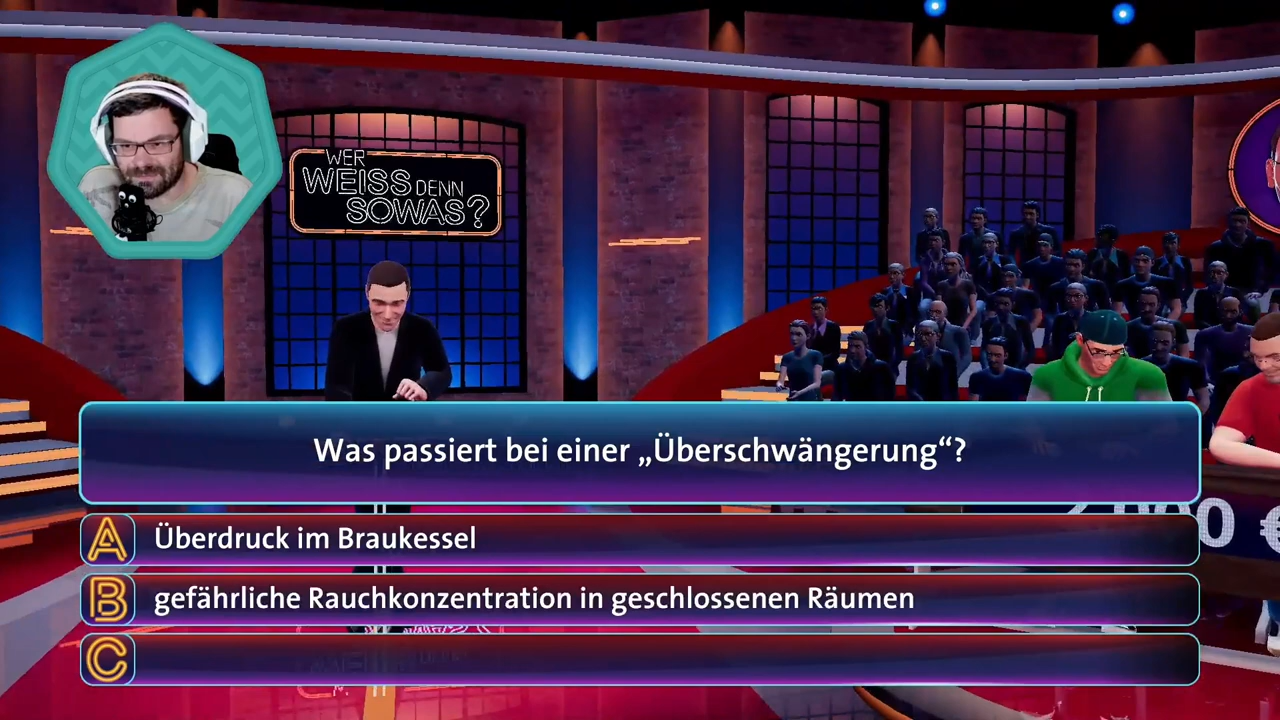 WER
WEISS DENN
SOWAS?
Was passiert bei einer „Überschwängerung“?
A Überdruck im Braukessel
B gefährliche Rauchkonzentration in geschlossenen Räumen
C